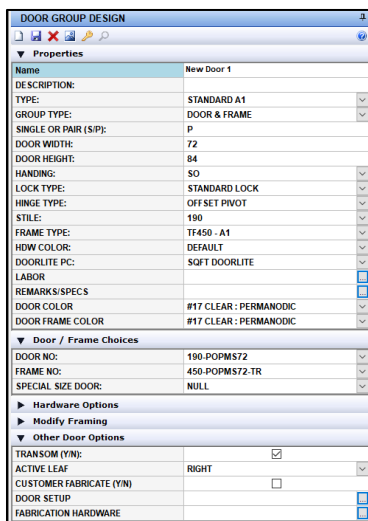 DOOR GROUP DESIGN
Properties
Name New Door 1
DESCRIPTION:
TYPE: STANDARD A1
GROUP TYPE: DOOR & FRAME
SINGLE OR PAIR (S/P): P
DOOR WIDTH: 72
DOOR HEIGHT: 84
HANDING: SO
LOCK TYPE: STANDARD LOCK
HINGE TYPE: OFFSET PIVOT
STILE: 190
FRAME TYPE: TF450 - A1
HDW COLOR: DEFAULT
DOORLITE PC: SQFT DOORLITE
LABOR ...
REMARKS/SPECS ...
DOOR COLOR #17 CLEAR : PERMANODIC
DOOR FRAME COLOR #17 CLEAR : PERMANODIC
Door / Frame Choices
DOOR NO: 190-POPMS72
FRAME NO: 450-POPMS72-TR
SPECIAL SIZE DOOR: NULL
Hardware Options
Modify Framing
Other Door Options
TRANSOM (Y/N):
ACTIVE LEAF RIGHT
CUSTOMER FABRICATE (Y/N)
DOOR SETUP ...
FABRICATION HARDWARE ...